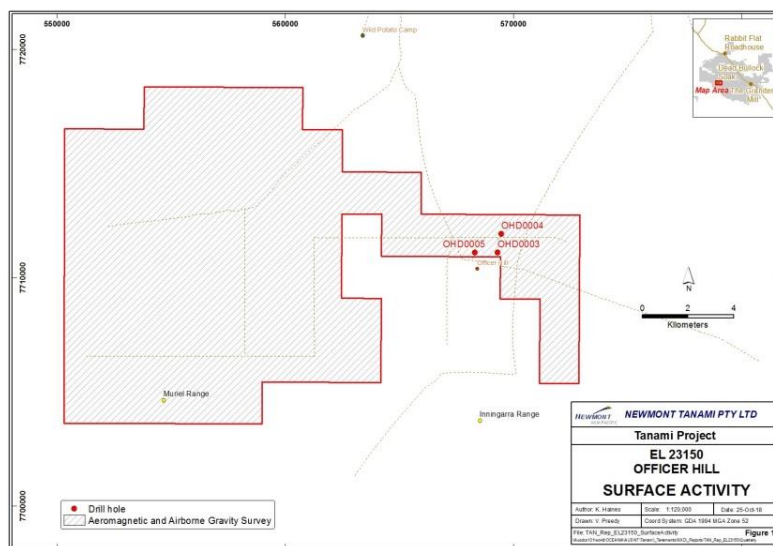 550000
560000
570000
7720000
Wild Potato Camp
Rabbit Flat
Roadhouse
Dead Bullock
Soak
Map Area
The Granites
Mill
OHD0004
OHD0005
OHD0003
7710000
Officer Hill
N
0 2 4
Kilometers
Muriel Range
Inningarra Range
7700000
Drill hole
Aeromagnetic and Airborne Gravity Survey
NEWMONT
NEWMONT TANAMI PTY LTD
Tanami Project
EL 23150
OFFICER HILL
SURFACE ACTIVITY
Author: K. Haines
Scale: 1:120,000
Date: 25-Oct-18
Drawn: V. Preedy
Coord System: GDA 1994 MGA Zone 52
File: TAN_Rep_EL23150_SurfaceActivity
Figure 1